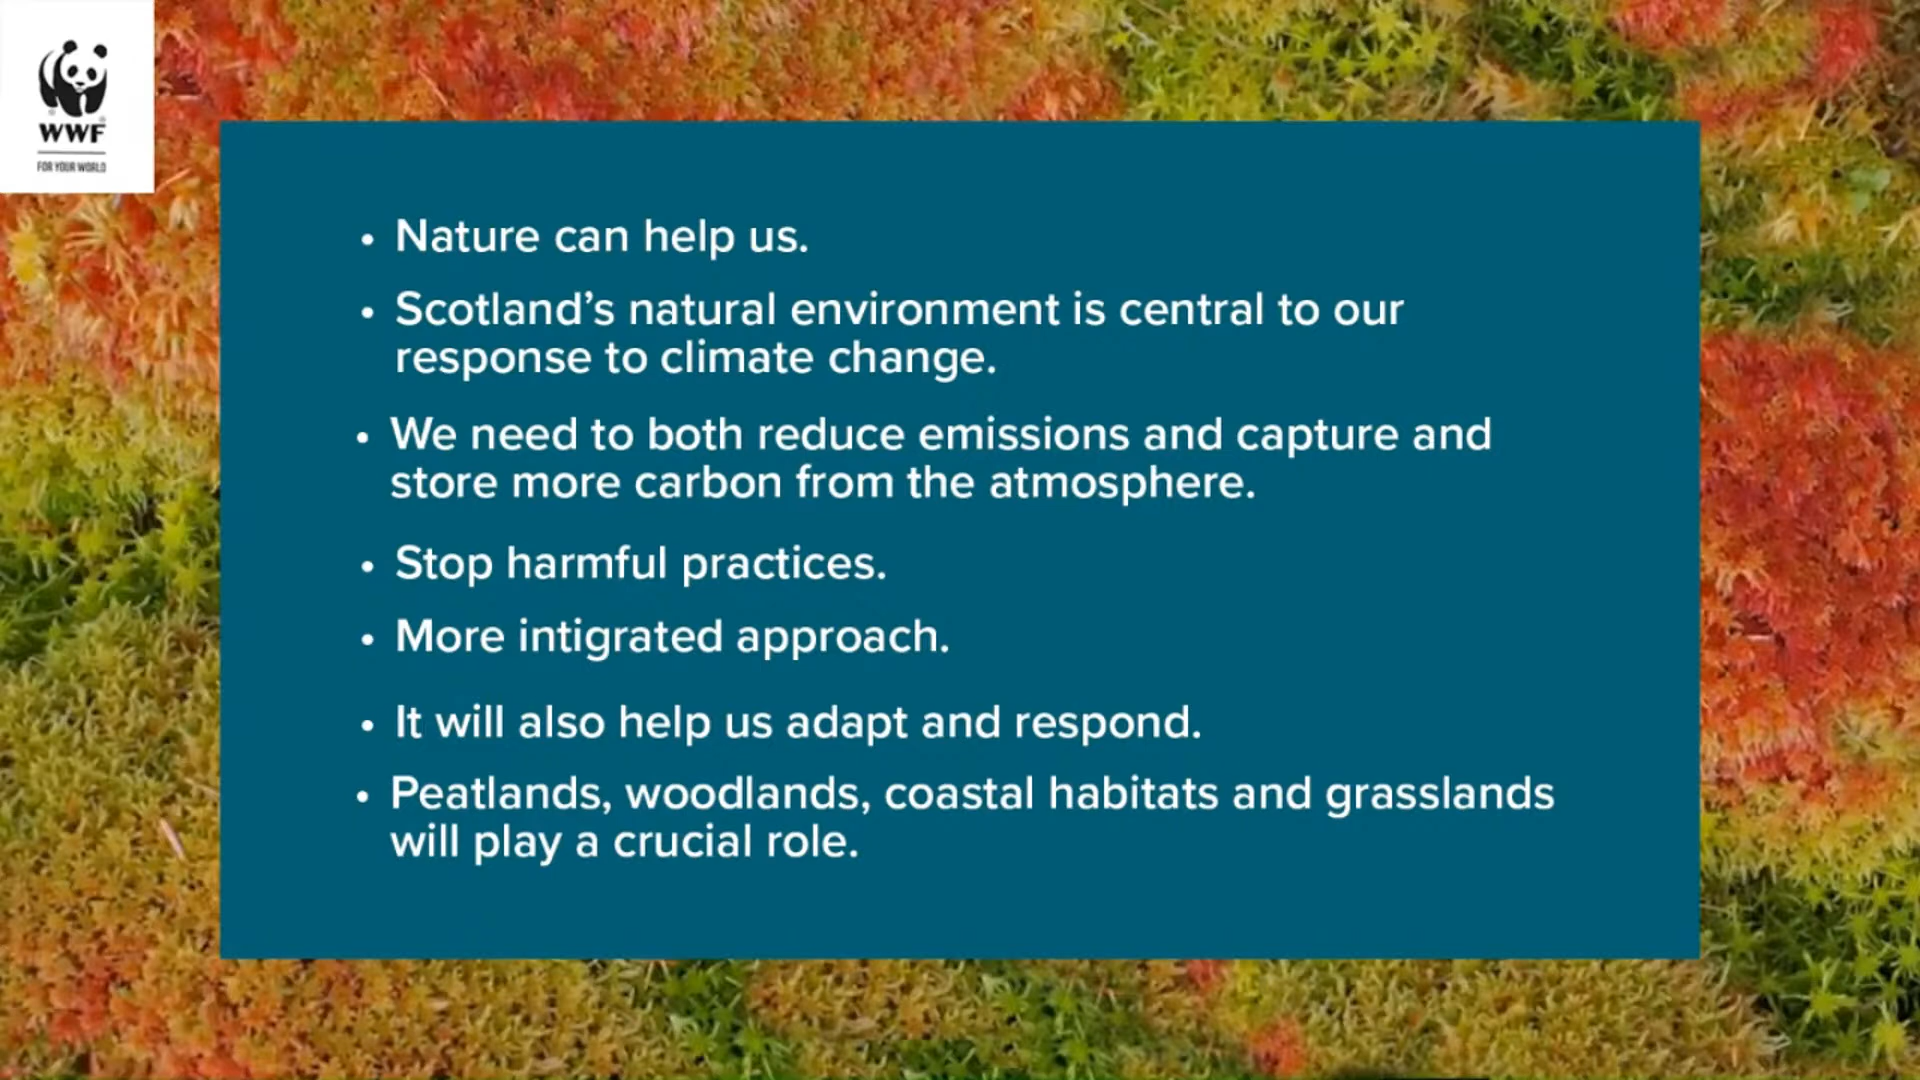 WWF
FOR YOUR WORLD
• Nature can help us.
• Scotland’s natural environment is central to our
response to climate change.
• We need to both reduce emissions and capture and
store more carbon from the atmosphere.
• Stop harmful practices.
• More intigrated approach.
• It will also help us adapt and respond.
• Peatlands, woodlands, coastal habitats and grasslands
will play a crucial role.